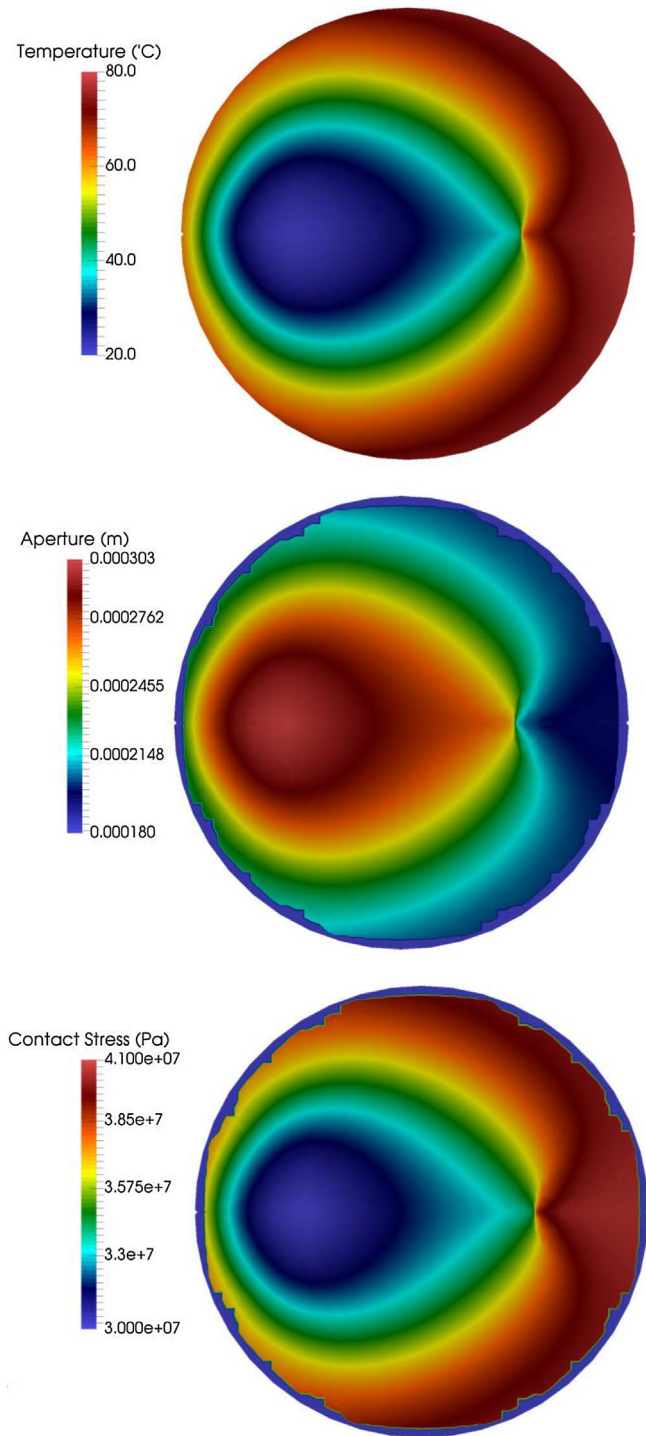 Temperature ('C)
80.0
60.0
40.0
20.0
Aperture (m)
0.000303
0.0002762
0.0002455
0.0002148
0.000180
Contact Stress (Pa)
4.100e+07
3.85e+7
3.575e+7
3.3e+7
3.000e+07